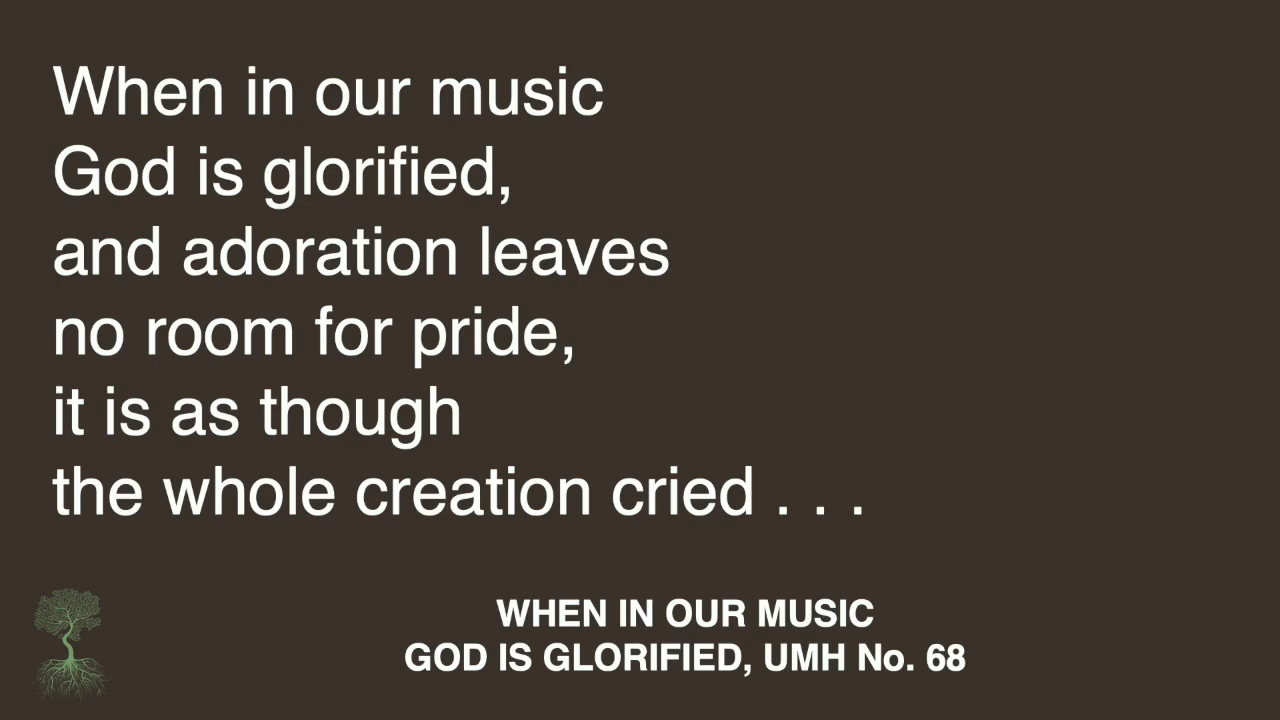 When in our music
God is glorified,
and adoration leaves
no room for pride,
it is as though
the whole creation cried . . .
WHEN IN OUR MUSIC
GOD IS GLORIFIED, UMH No. 68